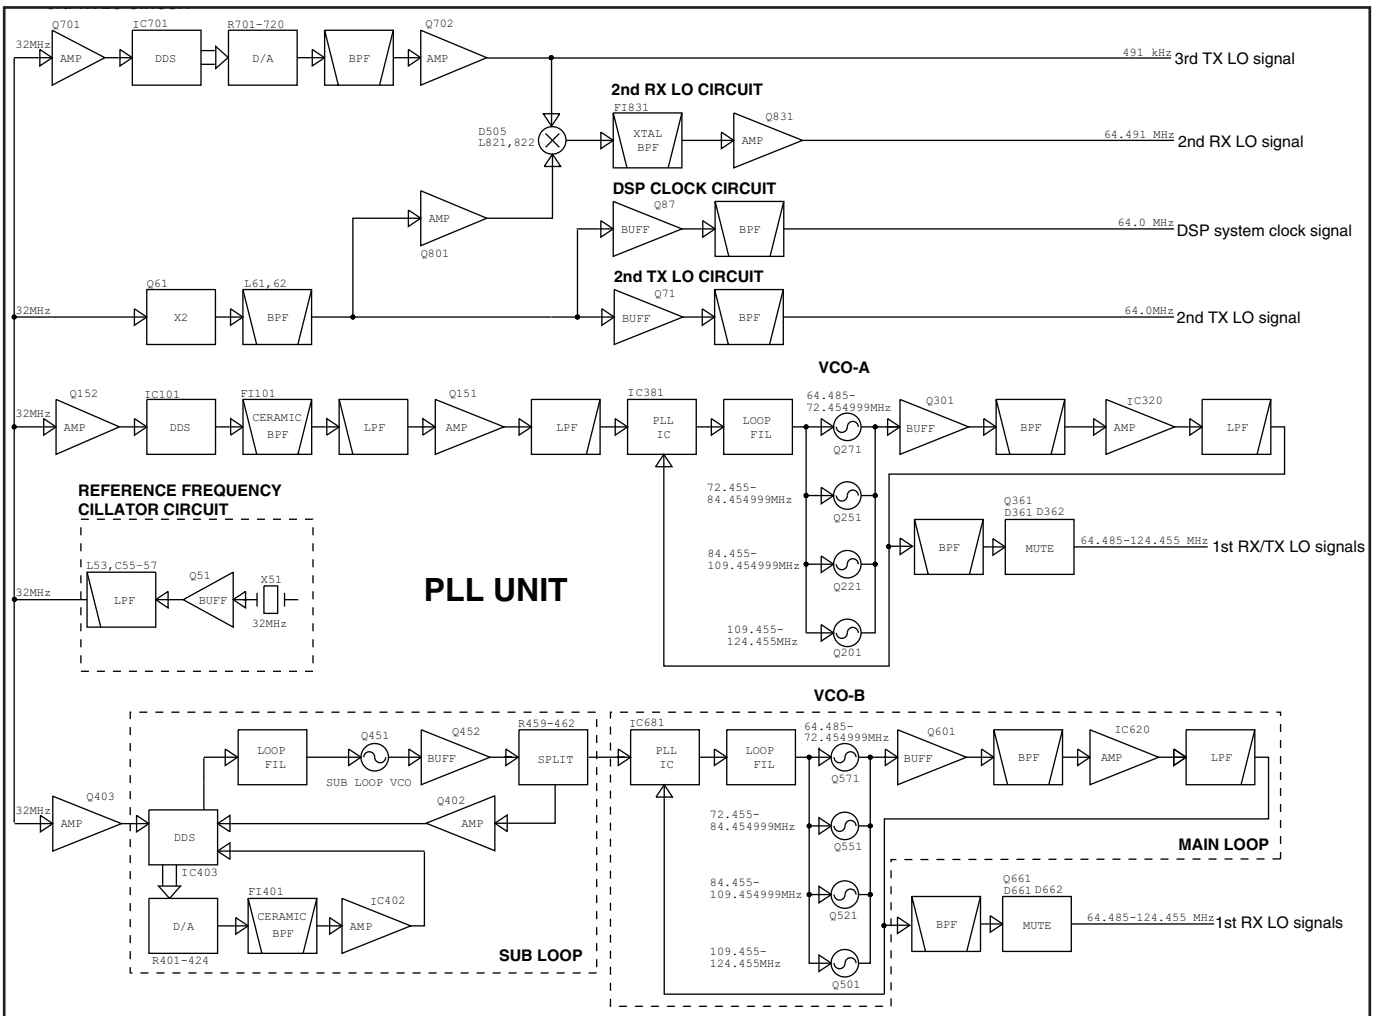 Q701
IC701
R701-720
Q702
32MHz
AMP
DDS
D/A
BPF
AMP
491 kHz
3rd TX LO signal
2nd RX LO CIRCUIT
FI831
Q831
D505
L821,822
XTAL
BPF
AMP
64.491 MHz
2nd RX LO signal
DSP CLOCK CIRCUIT
Q87
AMP
Q801
BUFF
BPF
64.0 MHz
DSP system clock signal
2nd TX LO CIRCUIT
Q61
L61,62
Q71
32MHz
X2
BPF
BUFF
BPF
64.0MHz
2nd TX LO signal
VCO-A
Q152
IC101
FI101
Q151
IC381
64.485-
72.454999MHz
Q301
IC320
32MHz
AMP
DDS
CERAMIC
BPF
LPF
AMP
LPF
PLL
IC
LOOP
FIL
Q271
BUFF
BPF
AMP
LPF
REFERENCE FREQUENCY
CILLATOR CIRCUIT
72.455-
84.454999MHz
Q251
Q361
D361 D362
BPF
MUTE
64.485-124.455 MHz
1st RX/TX LO signals
84.455-
109.454999MHz
Q221
L53,C55-57
Q51
X51
32MHz
LPF
BUFF
32MHz
PLL UNIT
109.455-
124.455MHz
Q201
VCO-B
R459-462
IC681
64.485-
72.454999MHz
Q601
IC620
LOOP
FIL
Q451
SUB LOOP VCO
Q452
BUFF
SPLIT
PLL
IC
LOOP
FIL
Q571
BUFF
BPF
AMP
LPF
32MHz
Q403
AMP
DDS
IC403
Q402
AMP
72.455-
84.454999MHz
Q551
MAIN LOOP
D/A
R401-424
FI401
CERAMIC
BPF
IC402
AMP
84.455-
109.454999MHz
Q521
Q661
D661 D662
BPF
MUTE
64.485-124.455 MHz
1st RX LO signals
SUB LOOP
109.455-
124.455MHz
Q501